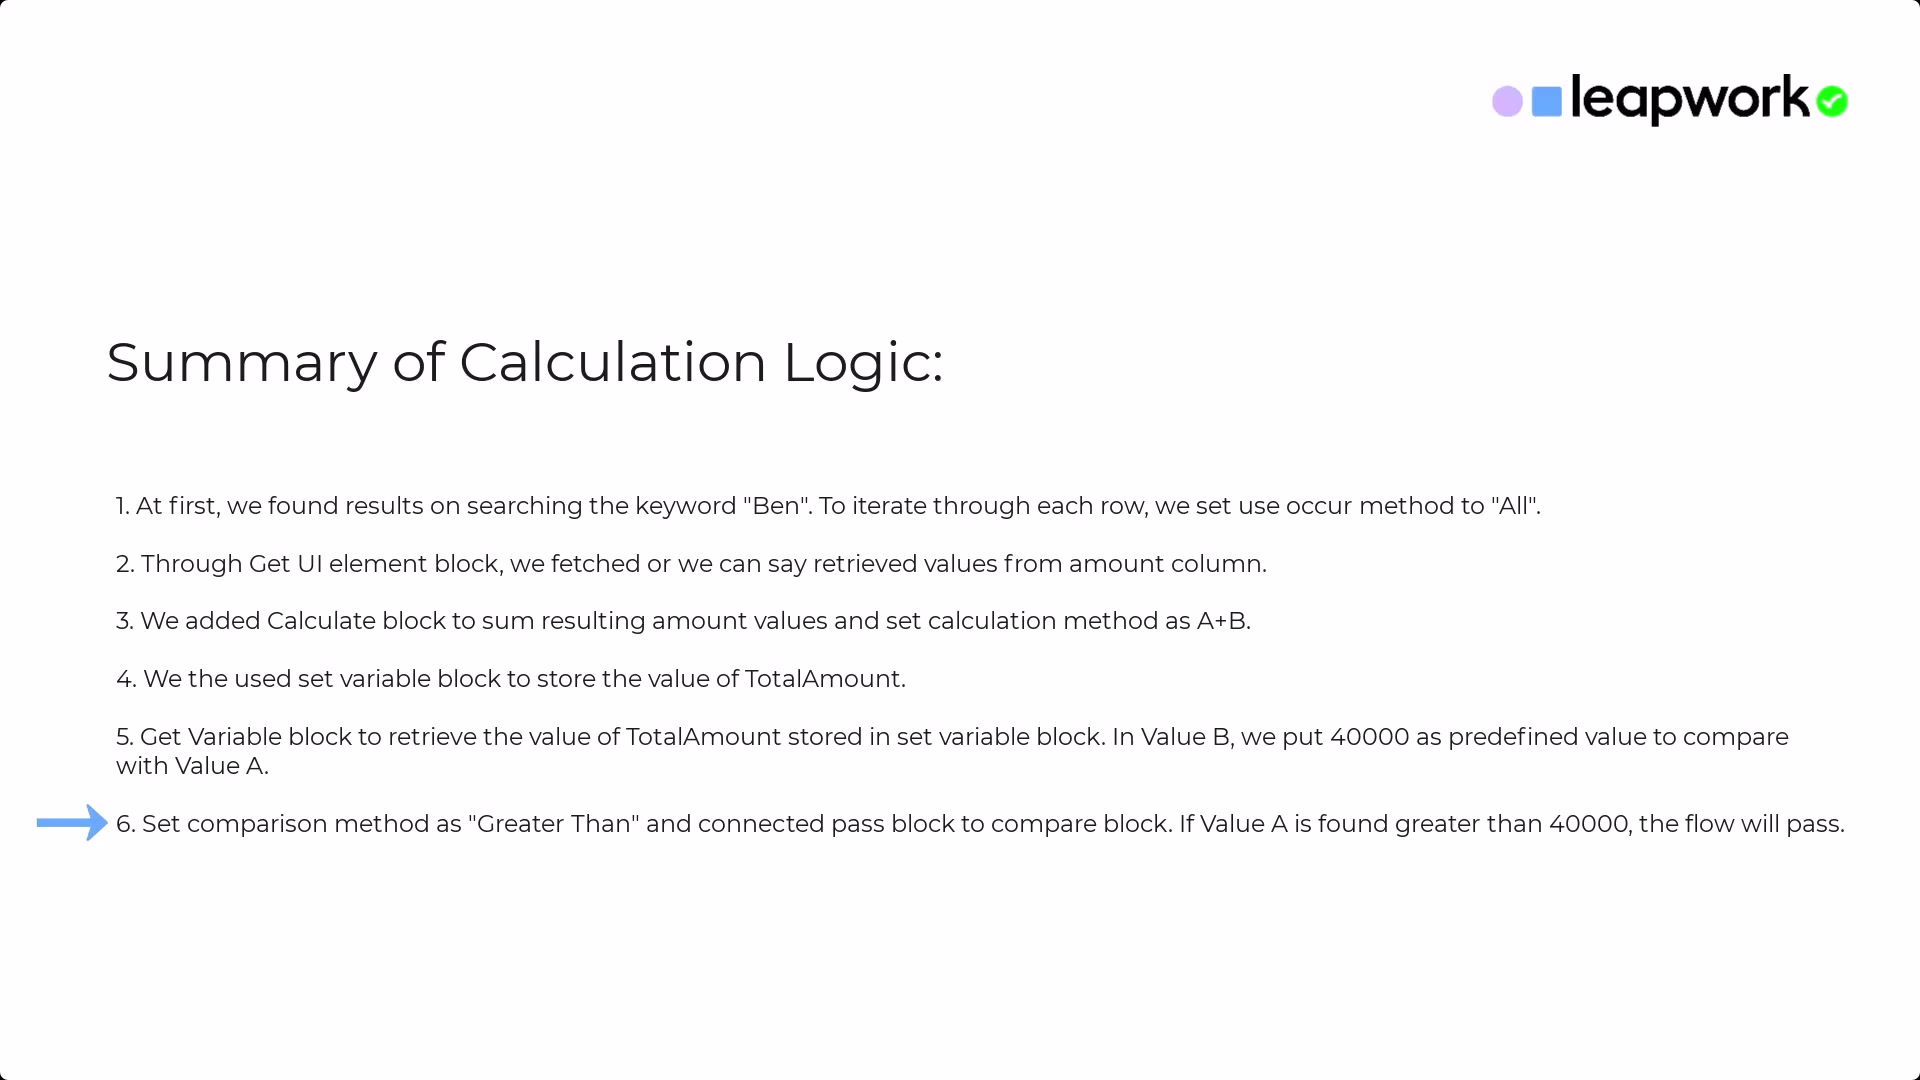 leapwork
Summary of Calculation Logic:
1. At first, we found results on searching the keyword "Ben". To iterate through each row, we set use occur method to "All".
2. Through Get UI element block, we fetched or we can say retrieved values from amount column.
3. We added Calculate block to sum resulting amount values and set calculation method as A+B.
4. We the used set variable block to store the value of TotalAmount.
5. Get Variable block to retrieve the value of TotalAmount stored in set variable block. In Value B, we put 40000 as predefined value to compare
with Value A.
6. Set comparison method as "Greater Than" and connected pass block to compare block. If Value A is found greater than 40000, the flow will pass.